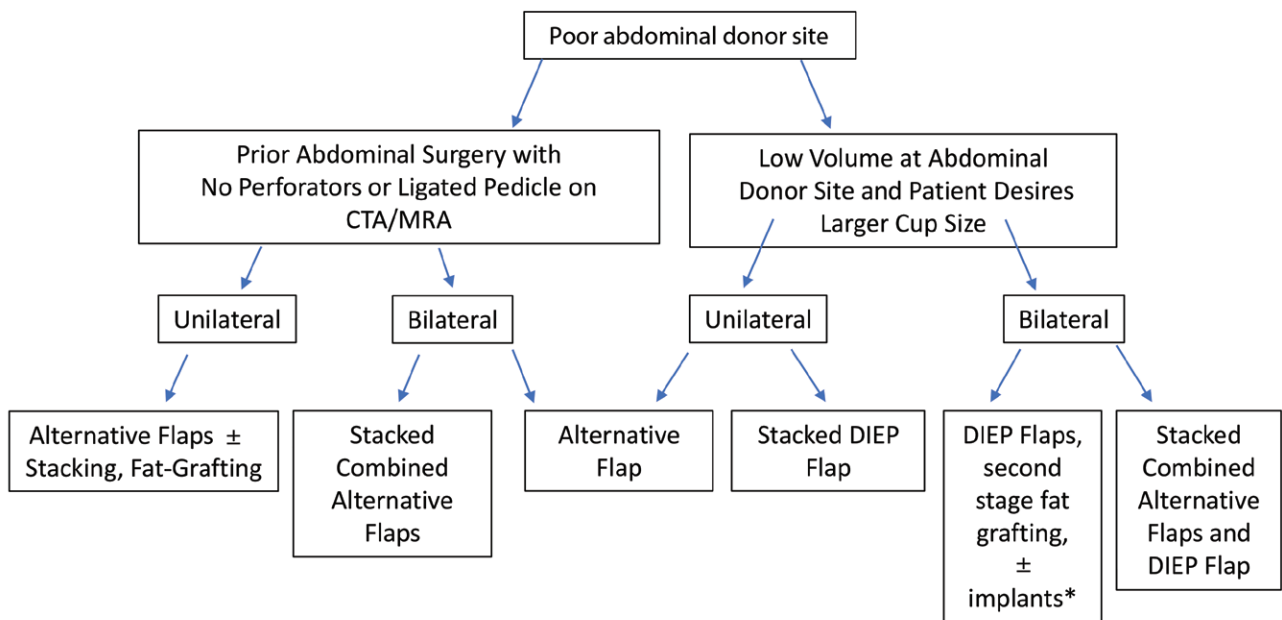 Poor abdominal donor site
Prior Abdominal Surgery with
No Perforators or Ligated Pedicle on
CTA/MRA
Low Volume at Abdominal
Donor Site and Patient Desires
Larger Cup Size
Unilateral
Bilateral
Unilateral
Bilateral
Alternative Flaps ±
Stacking, Fat-Grafting
Stacked
Combined
Alternative
Flaps
Alternative
Flap
Stacked DIEP
Flap
DIEP Flaps,
second
stage fat
grafting,
±
implants*
Stacked
Combined
Alternative
Flaps and
DIEP Flap